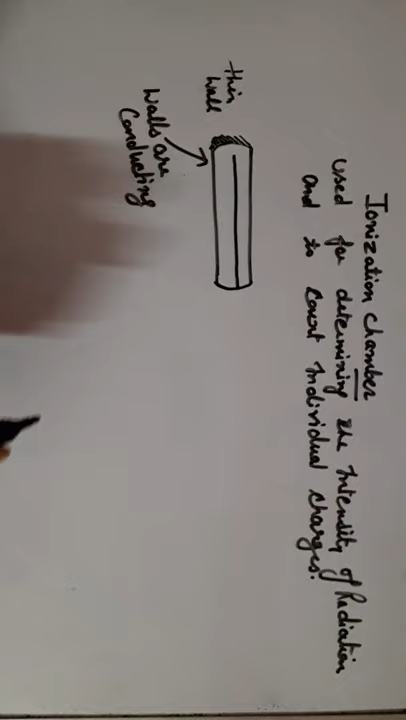 Ionization chamber
used for determining the Intensity of Radiation
and to count Individual charges.
thin
wall
Walls are
Conducting